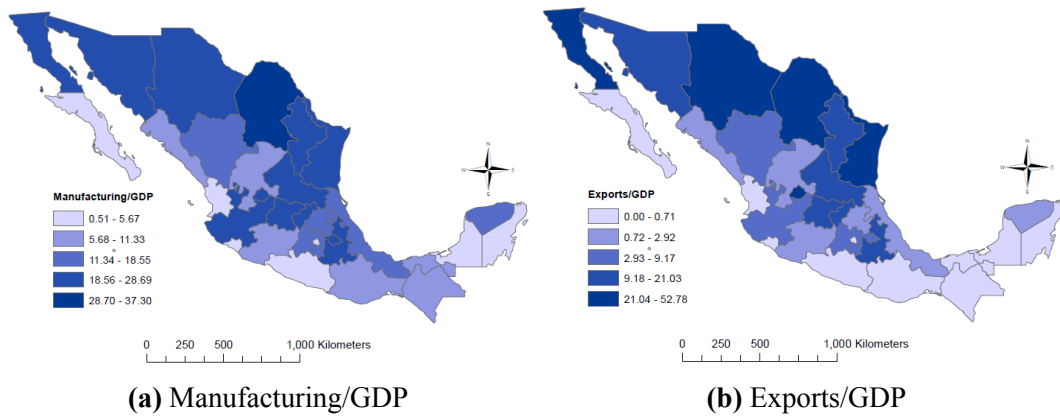 N
W E
S
Manufacturing/GDP
0.51 - 5.67
5.68 - 11.33
11.34 - 18.55
18.56 - 28.69
28.70 - 37.30
0 250 500 1,000 Kilometers
(a) Manufacturing/GDP
N
W E
S
Exports/GDP
0.00 - 0.71
0.72 - 2.92
2.93 - 9.17
9.18 - 21.03
21.04 - 52.78
0 250 500 1,000 Kilometers
(b) Exports/GDP